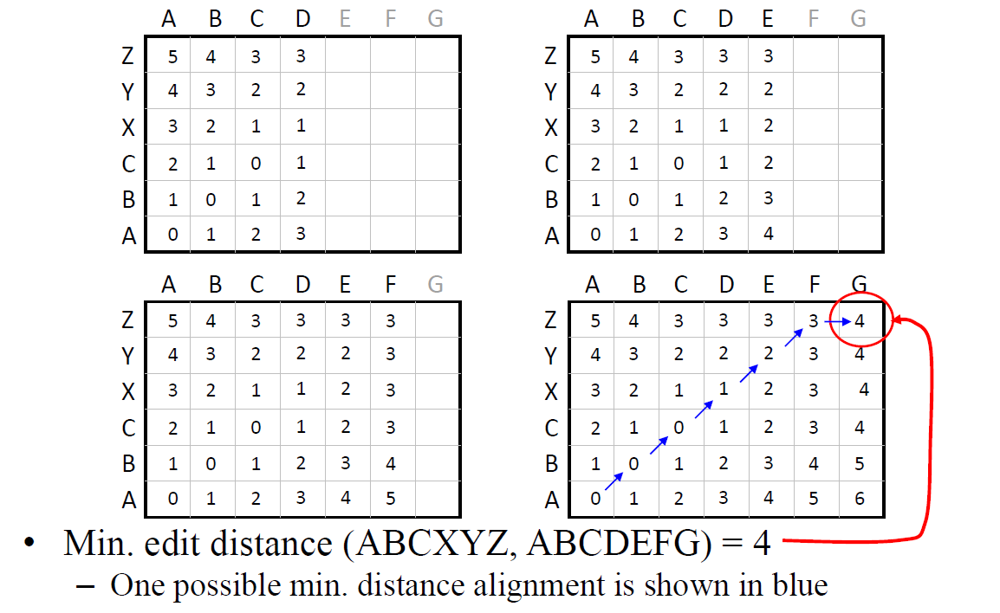 A B C D E F G
Z 5 4 3 3
Y 4 3 2 2
X 3 2 1 1
C 2 1 0 1
B 1 0 1 2
A 0 1 2 3
A B C D E F G
Z 5 4 3 3 3
Y 4 3 2 2 2
X 3 2 1 1 2
C 2 1 0 1 2
B 1 0 1 2 3
A 0 1 2 3 4
A B C D E F G
Z 5 4 3 3 3 3
Y 4 3 2 2 2 3
X 3 2 1 1 2 3
C 2 1 0 1 2 3
B 1 0 1 2 3 4
A 0 1 2 3 4 5
A B C D E F G
Z 5 4 3 3 3 3 4
Y 4 3 2 2 2 3 4
X 3 2 1 1 2 3 4
C 2 1 0 1 2 3 4
B 1 0 1 2 3 4 5
A 0 1 2 3 4 5 6
• Min. edit distance (ABCXYZ, ABCDEFG) = 4
– One possible min. distance alignment is shown in blue